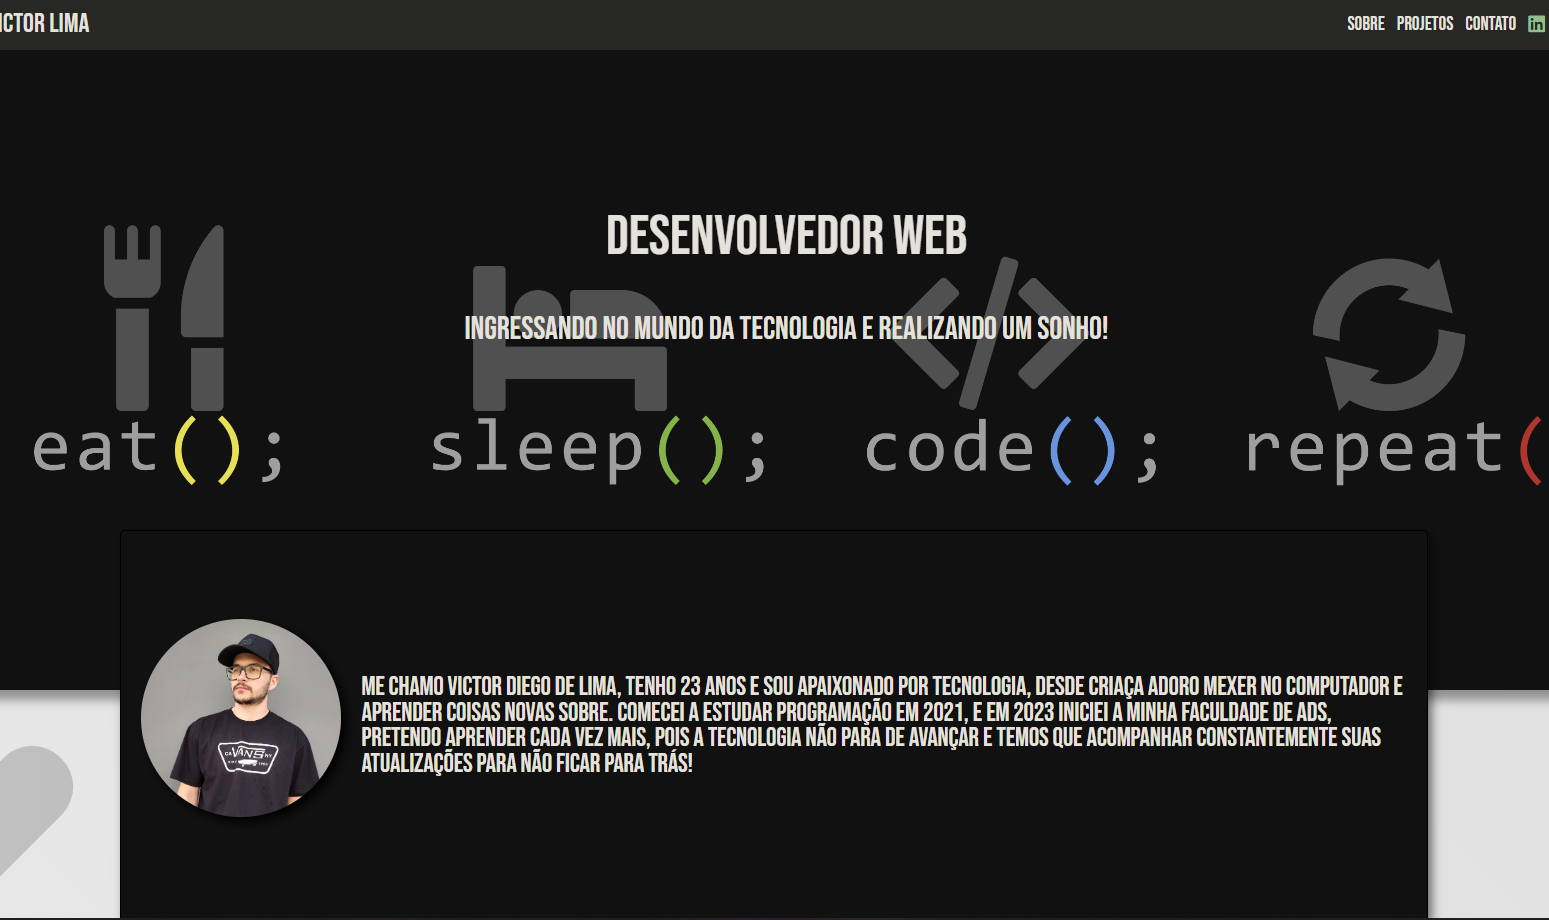 ICTOR LIMA
SOBRE PROJETOS CONTATO in
DESENVOLVEDOR WEB
INGRESSANDO NO MUNDO DA TECNOLOGIA E REALIZANDO UM SONHO!
eat(); sleep(); code(); repeat(
VANS
ME CHAMO VICTOR DIEGO DE LIMA, TENHO 23 ANOS E SOU APAIXONADO POR TECNOLOGIA, DESDE CRIAÇA ADORO MEXER NO COMPUTADOR E
APRENDER COISAS NOVAS SOBRE. COMECEI A ESTUDAR PROGRAMAÇÃO EM 2021, E EM 2023 INICIEI A MINHA FACULDADE DE ADS,
PRETENDO APRENDER CADA VEZ MAIS, POIS A TECNOLOGIA NÃO PARA DE AVANÇAR E TEMOS QUE ACOMPANHAR CONSTANTEMENTE SUAS
ATUALIZAÇÕES PARA NÃO FICAR PARA TRÁS!